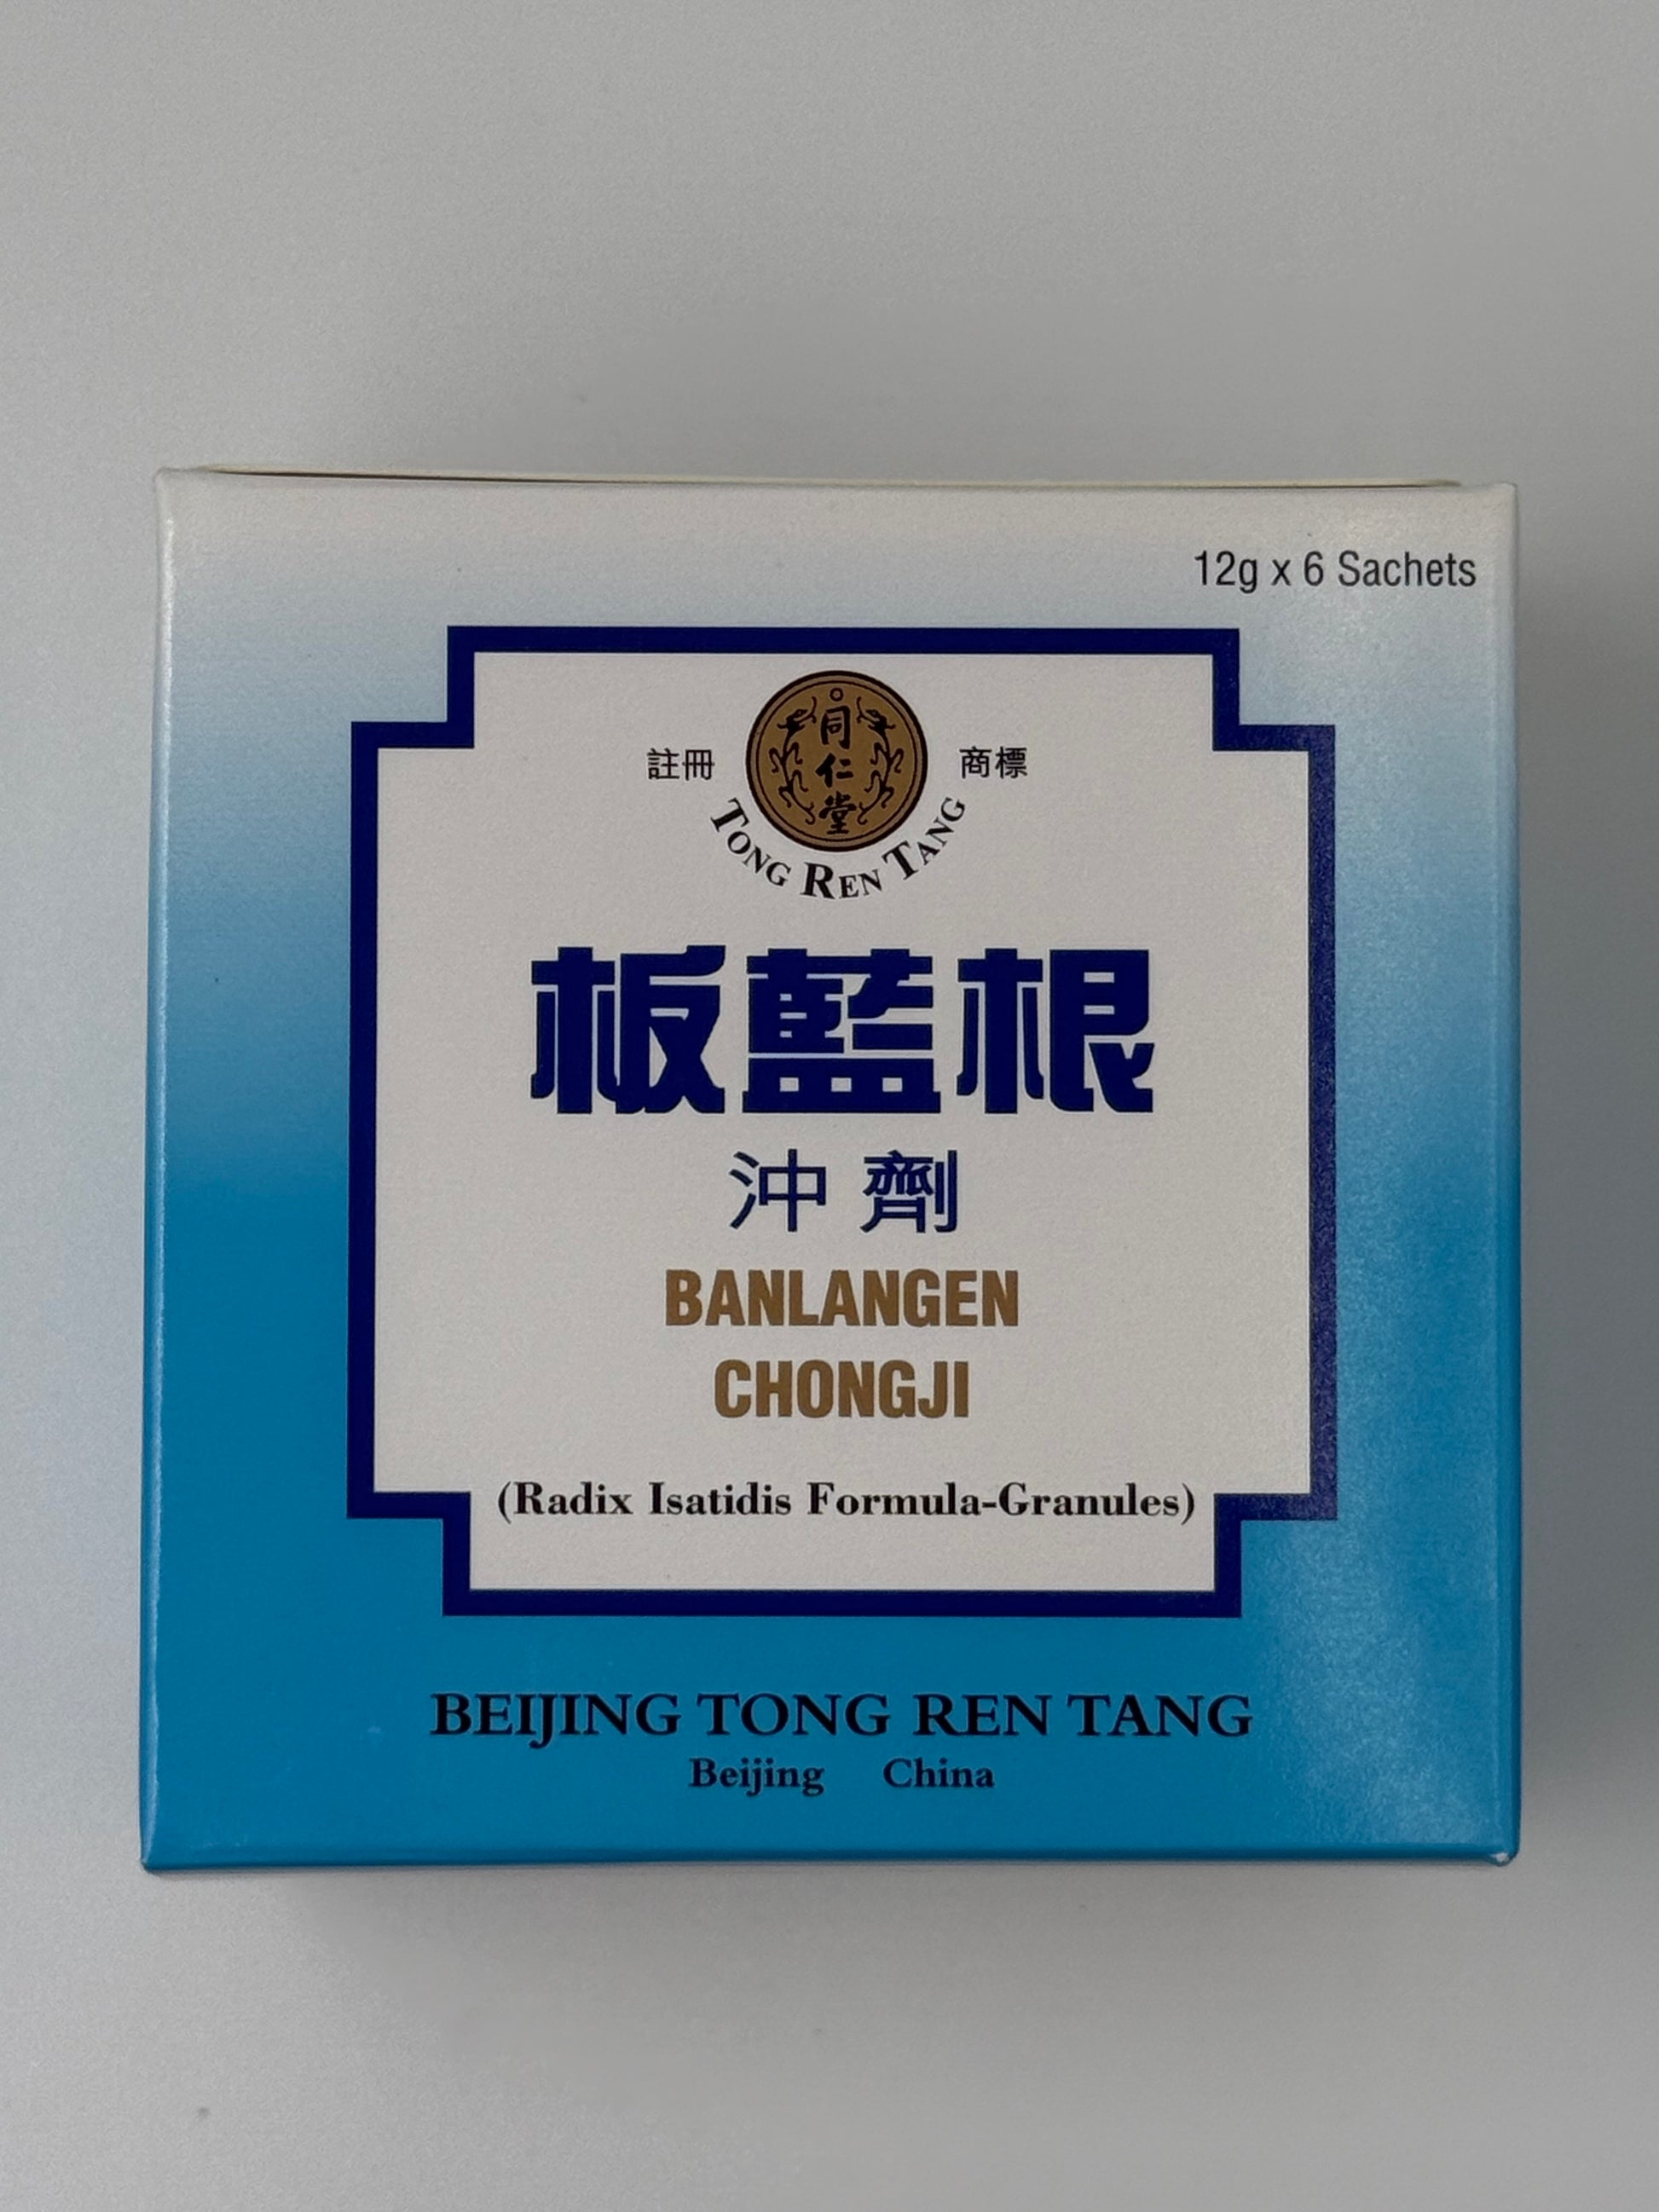 12g x 6 Sachets
同仁堂
註冊 商標
TONG REN TANG
板藍根
沖劑
BANLANGEN
CHONGJI
(Radix Isatidis Formula-Granules)
BEIJING TONG REN TANG
Beijing China